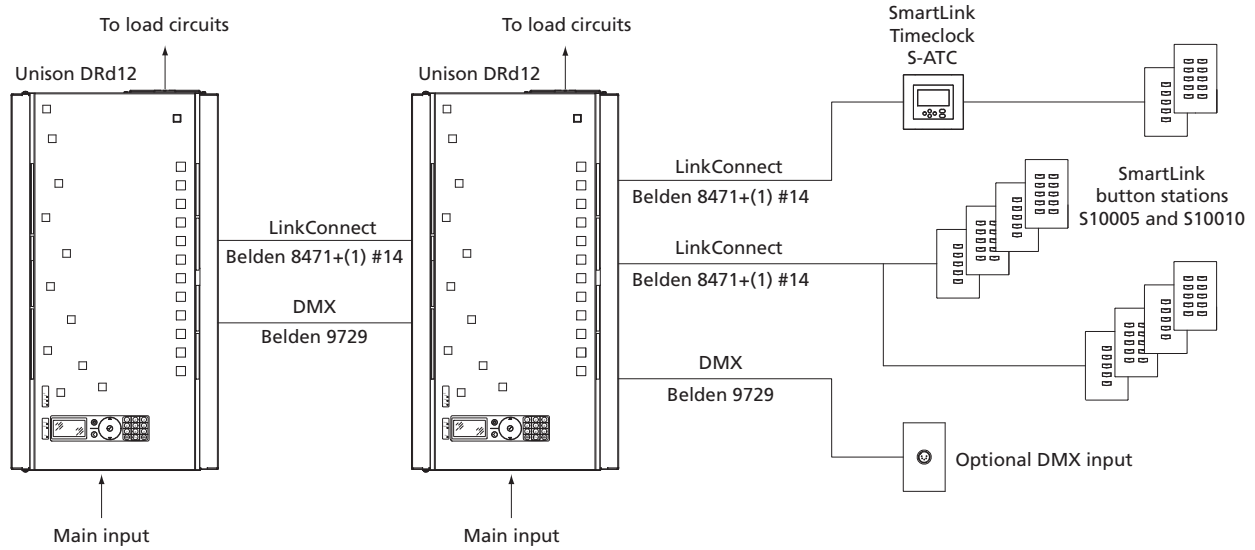 To load circuits
Unison DRd12
To load circuits
Unison DRd12
SmartLink
Timeclock
S-ATC
LinkConnect
Belden 8471+(1) #14
DMX
Belden 9729
LinkConnect
Belden 8471+(1) #14
LinkConnect
Belden 8471+(1) #14
DMX
Belden 9729
SmartLink
button stations
S10005 and S10010
Optional DMX input
Main input
Main input